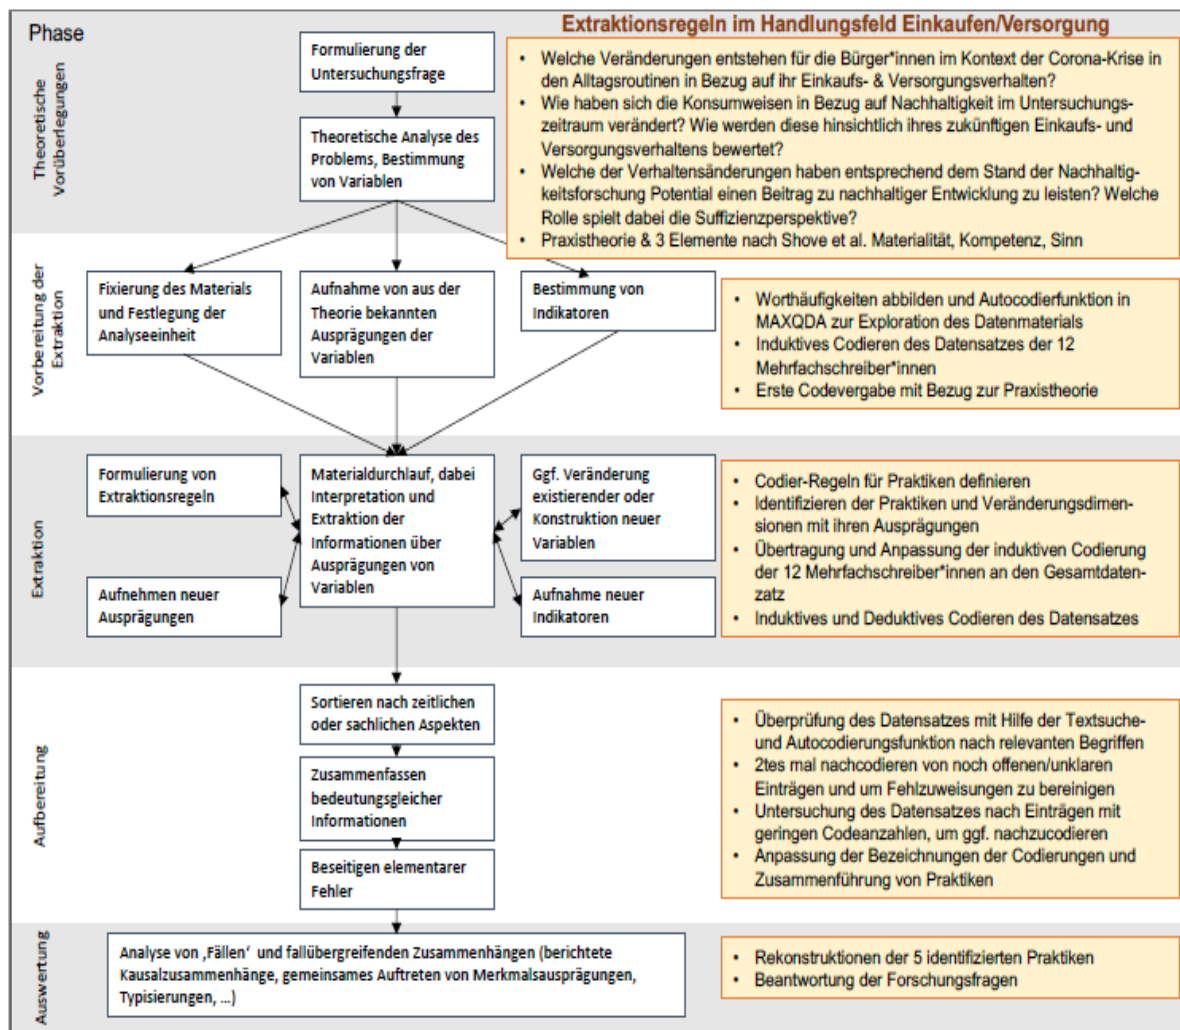 Phase
Extraktionsregeln im Handlungsfeld Einkaufen/Versorgung
Theoretische
Vorüberlegungen
Formulierung der
Untersuchungsfrage
Theoretische Analyse des
Problems, Bestimmung
von Variablen
• Welche Veränderungen entstehen für die Bürger*innen im Kontext der Corona-Krise in
den Alltagsroutinen in Bezug auf ihr Einkaufs- & Versorgungsverhalten?
• Wie haben sich die Konsumweisen in Bezug auf Nachhaltigkeit im Untersuchungs-
zeitraum verändert? Wie werden diese hinsichtlich ihres zukünftigen Einkaufs- und
Versorgungsverhaltens bewertet?
• Welche der Verhaltensänderungen haben entsprechend dem Stand der Nachhaltig-
keitsforschung Potential einen Beitrag zu nachhaltiger Entwicklung zu leisten? Welche
Rolle spielt dabei die Suffizienzperspektive?
• Praxistheorie & 3 Elemente nach Shove et al. Materialität, Kompetenz, Sinn
Vorbereitung der
Extraktion
Fixierung des Materials
und Festlegung der
Analyseeinheit
Aufnahme von aus der
Theorie bekannten
Ausprägungen der
Variablen
Bestimmung von
Indikatoren
• Worthäufigkeiten abbilden und Autocodierfunktion in
MAXQDA zur Exploration des Datenmaterials
• Induktives Codieren des Datensatzes der 12
Mehrfachschreiber*innen
• Erste Codevergabe mit Bezug zur Praxistheorie
Extraktion
Formulierung von
Extraktionsregeln
Aufnehmen neuer
Ausprägungen
Materialdurchlauf, dabei
Interpretation und
Extraktion der
Informationen über
Ausprägungen von
Variablen
Ggf. Veränderung
existierender oder
Konstruktion neuer
Variablen
Aufnahme neuer
Indikatoren
• Codier-Regeln für Praktiken definieren
• Identifizieren der Praktiken und Veränderungsdimen-
sionen mit ihren Ausprägungen
• Übertragung und Anpassung der induktiven Codierung
der 12 Mehrfachschreiber*innen an den Gesamtdaten-
zatz
• Induktives und Deduktives Codieren des Datensatzes
Aufbereitung
Sortieren nach zeitlichen
oder sachlichen Aspekten
Zusammenfassen
bedeutungsgleicher
Informationen
Beseitigen elementarer
Fehler
• Überprüfung des Datensatzes mit Hilfe der Textsuche-
und Autocodierungsfunktion nach relevanten Begriffen
• 2tes mal nachcodieren von noch offenen/unklaren
Einträgen und um Fehlzuweisungen zu bereinigen
• Untersuchung des Datensatzes nach Einträgen mit
geringen Codeanzahlen, um ggf. nachzucodieren
• Anpassung der Bezeichnungen der Codierungen und
Zusammenführung von Praktiken
Auswertung
Analyse von ‚Fällen‘ und fallübergreifenden Zusammenhängen (berichtete
Kausalzusammenhänge, gemeinsames Auftreten von Merkmalsausprägungen,
Typisierungen, …)
• Rekonstruktionen der 5 identifizierten Praktiken
• Beantwortung der Forschungsfragen